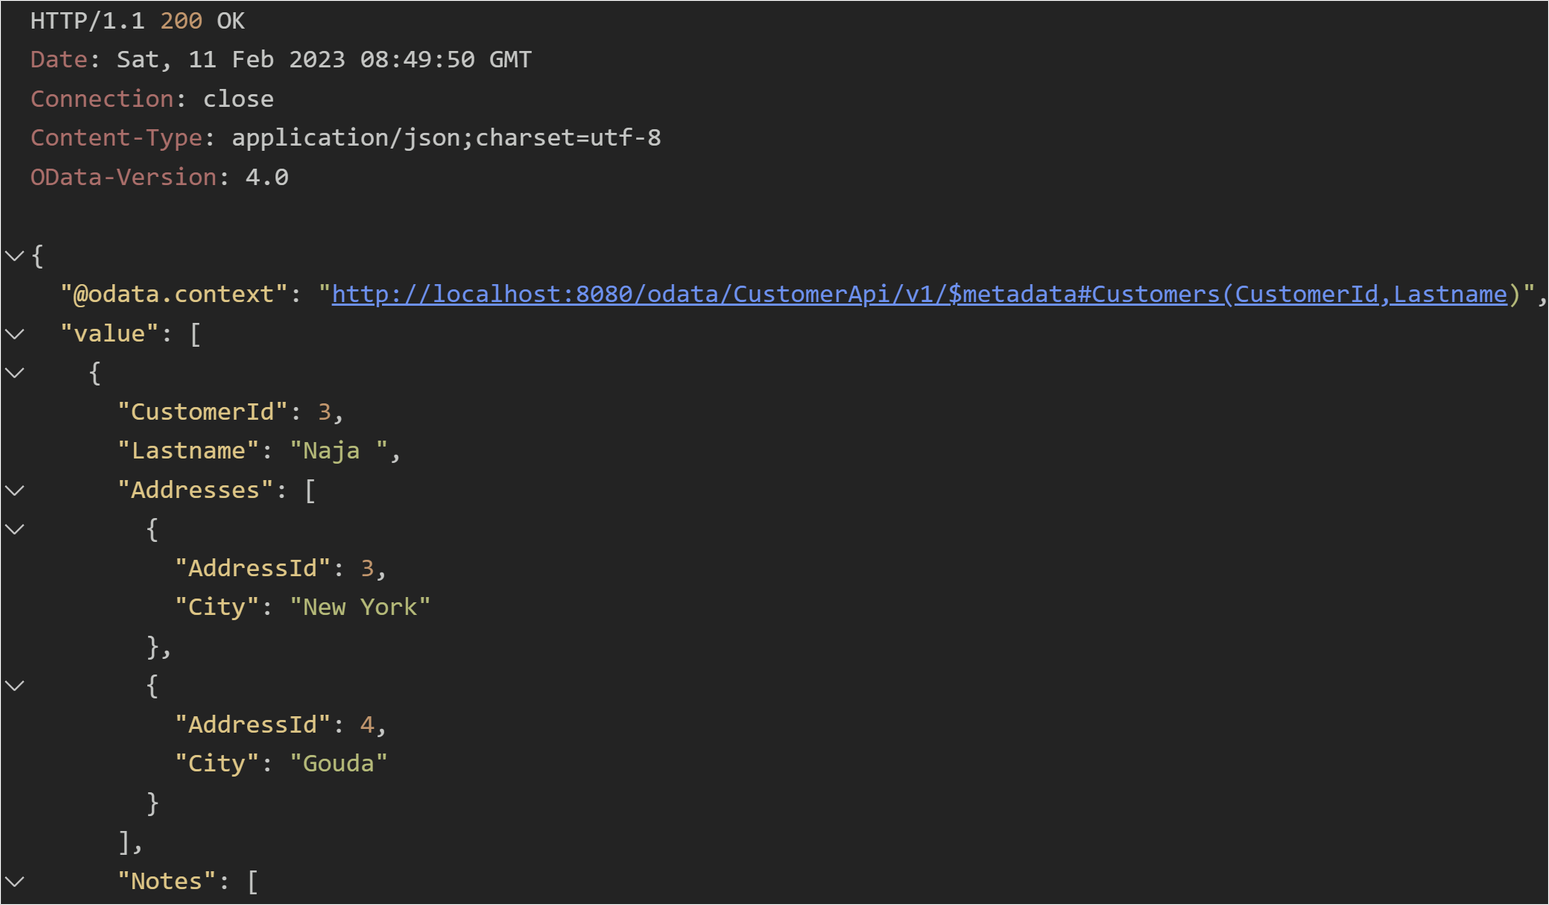 HTTP/1.1 200 OK
Date: Sat, 11 Feb 2023 08:49:50 GMT
Connection: close
Content-Type: application/json;charset=utf-8
OData-Version: 4.0

{
  "@odata.context": "http://localhost:8080/odata/CustomerApi/v1/$metadata#Customers(CustomerId,Lastname)",
  "value": [
    {
      "CustomerId": 3,
      "Lastname": "Naja ",
      "Addresses": [
        {
          "AddressId": 3,
          "City": "New York"
        },
        {
          "AddressId": 4,
          "City": "Gouda"
        }
      ],
      "Notes": [